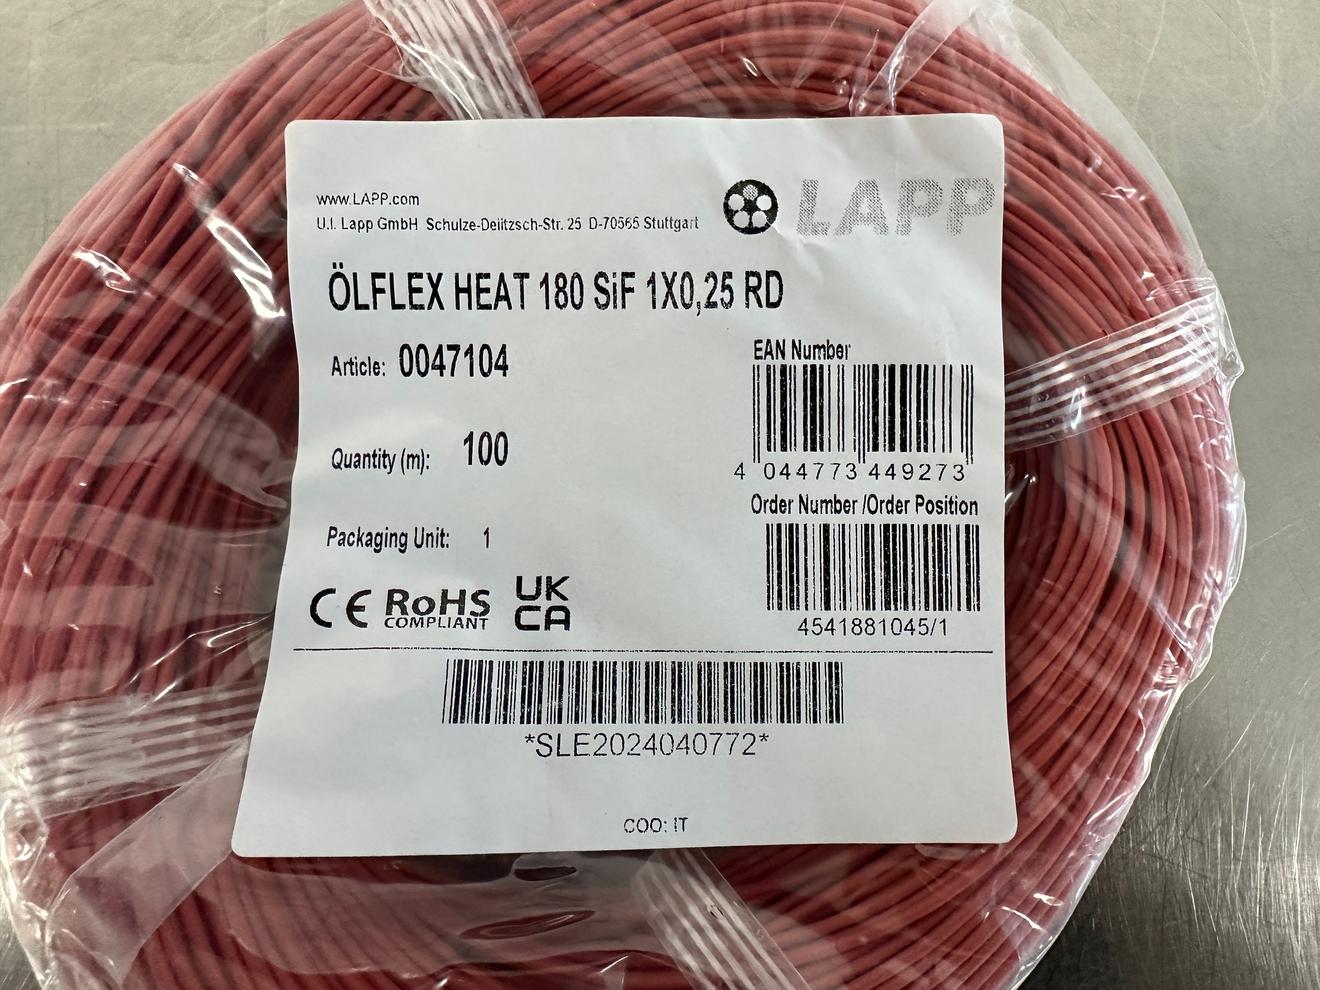 www.LAPP.com
U.I. Lapp GmbH Schulze-Delitzsch-Str. 25 D-70565 Stuttgart
LAPP
ÖLFLEX HEAT 180 SiF 1X0,25 RD
Article: 0047104
EAN Number
4 044773 449273
Quantity (m): 100
Order Number /Order Position
4541881045/1
Packaging Unit: 1
CE RoHS COMPLIANT UK CA
*SLE2024040772*
COO: IT